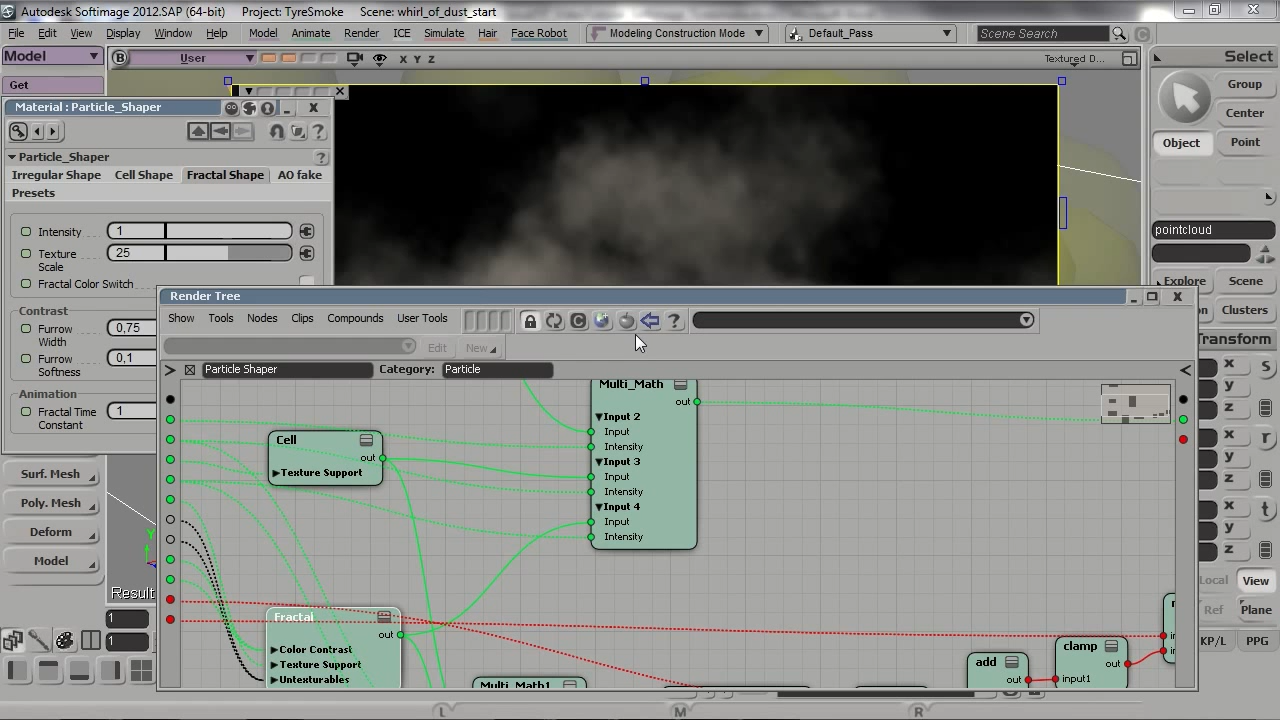 Autodesk Softimage 2012.SAP (64-bit) Project: TyreSmoke Scene: whirl_of_dust_start
File Edit View Display Window Help Model Animate Render ICE Simulate Hair Face Robot Modeling Construction Mode Default_Pass Scene Search
Model
B User X Y Z Textured D...
Select
Get
Group
Center
Object Point
Material : Particle_Shaper
Particle_Shaper
Irregular Shape Cell Shape Fractal Shape AO fake
Presets
Intensity 1
Texture Scale 25
Fractal Color Switch
Contrast
Furrow Width 0,75
Furrow Softness 0,1
Animation
Fractal Time Constant 1
pointcloud
Explore Scene
on Clusters
Transform
x s
y
z
x r
y
z
x t
y
z
Local View
Ref Plane
KP/L PPG
Render Tree
Show Tools Nodes Clips Compounds User Tools
Edit New
Particle Shaper Category: Particle
Multi_Math
out
Input 2
Input
Intensity
Input 3
Input
Intensity
Input 4
Input
Intensity
Cell
out
Texture Support
Fractal
out
Color Contrast
Texture Support
Untexturables
Multi_Math1
add
out
clamp
out
input1
Surf. Mesh
Poly. Mesh
Deform
Model
Y
Result
1
1
L M R